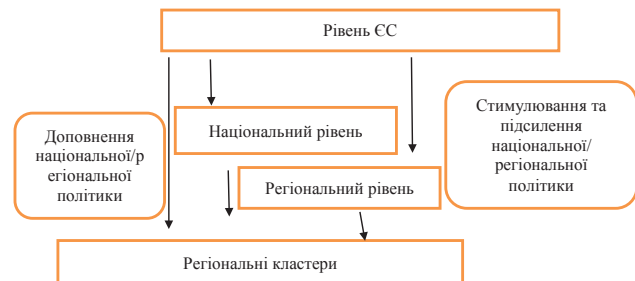 Рівень ЄС
Національний рівень
Доповнення
національної/р
егіональної
політики
Стимулювання та
підсилення
національної/
регіональної
політики
Регіональний рівень
Регіональні кластери